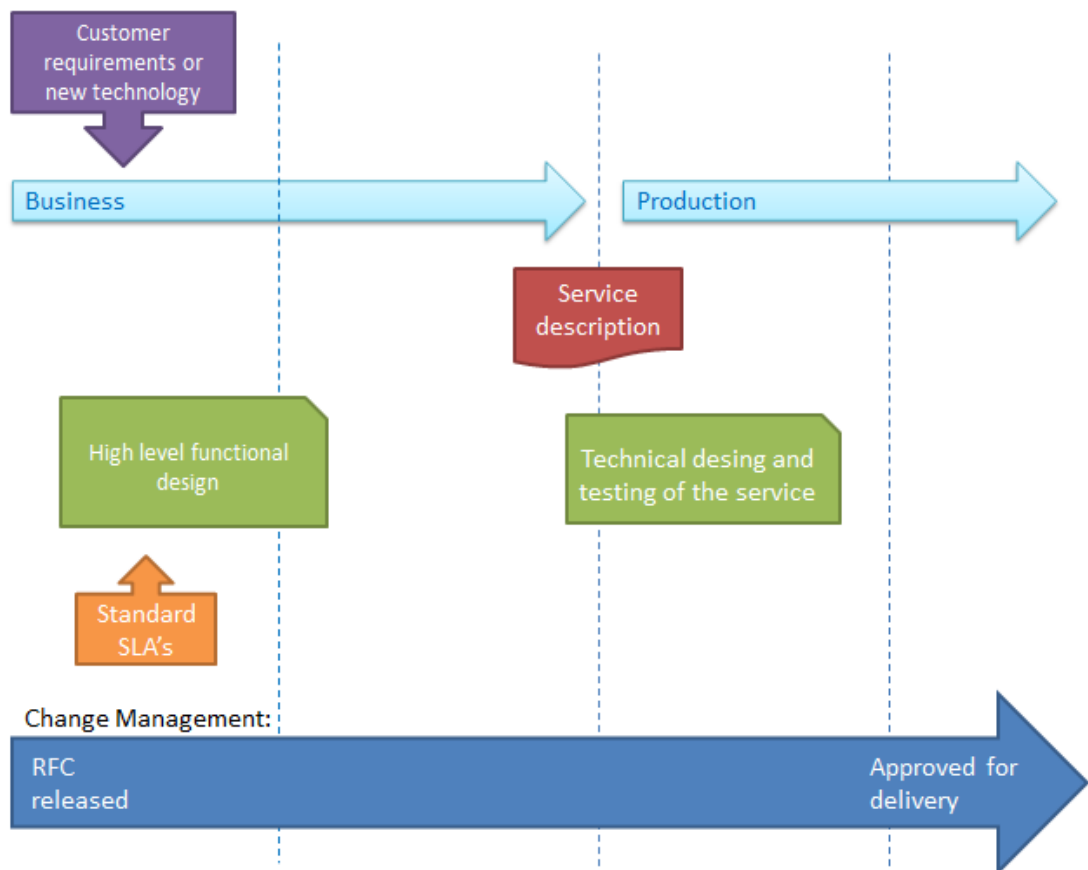 Customer
requirements or
new technology
Business
Production
Service
description
High level functional
design
Technical desing and
testing of the service
Standard
SLA’s
Change Management:
RFC
released
Approved for
delivery